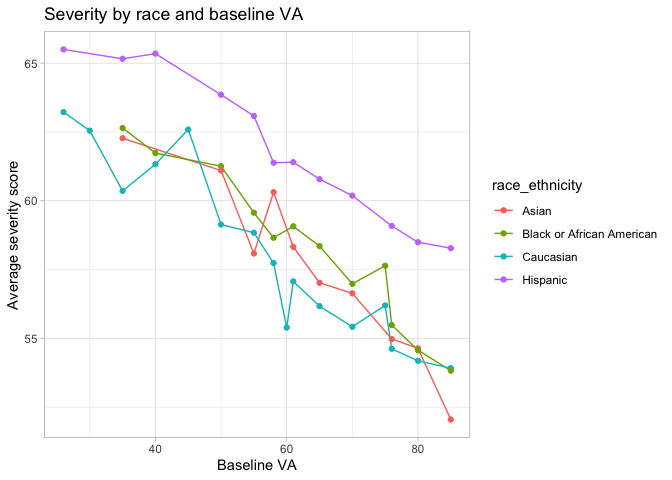 Severity by race and baseline VA
65
60
55
Average severity score
40
60
80
Baseline VA
race_ethnicity
Asian
Black or African American
Caucasian
Hispanic